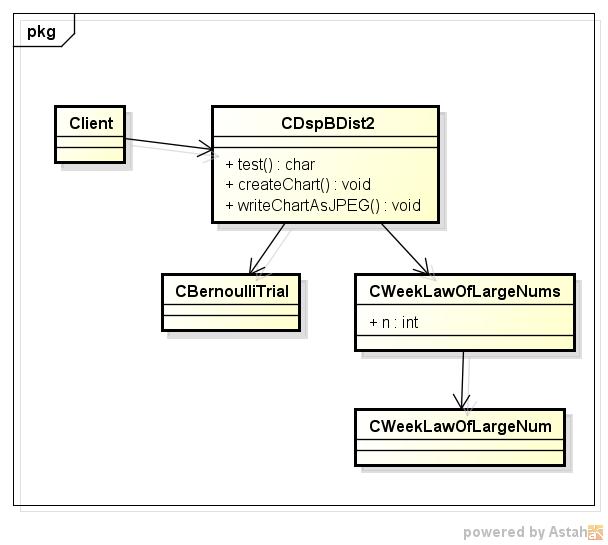 pkg
Client
CDspBDist2
+ test() : char
+ createChart() : void
+ writeChartAsJPEG() : void
CBernoulliTrial
CWeekLawOfLargeNums
+ n : int
CWeekLawOfLargeNum
powered by Astah